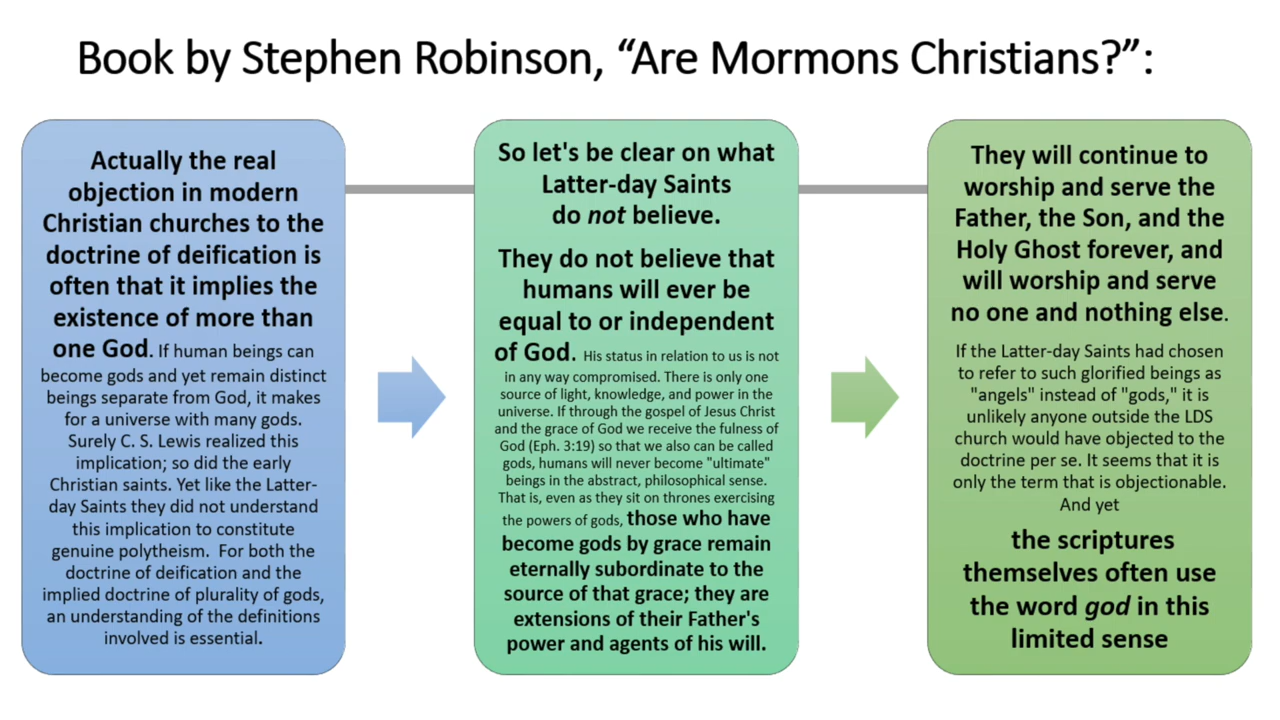 Book by Stephen Robinson, “Are Mormons Christians?”:
Actually the real
objection in modern
Christian churches to the
doctrine of deification is
often that it implies the
existence of more than
one God. If human beings can
become gods and yet remain distinct
beings separate from God, it makes
for a universe with many gods.
Surely C. S. Lewis realized this
implication; so did the early
Christian saints. Yet like the Latter-
day Saints they did not understand
this implication to constitute
genuine polytheism. For both the
doctrine of deification and the
implied doctrine of plurality of gods,
an understanding of the definitions
involved is essential.
So let's be clear on what
Latter-day Saints
do not believe.
They do not believe that
humans will ever be
equal to or independent
of God. His status in relation to us is not
in any way compromised. There is only one
source of light, knowledge, and power in the
universe. If through the gospel of Jesus Christ
and the grace of God we receive the fulness of
God (Eph. 3:19) so that we also can be called
gods, humans will never become "ultimate"
beings in the abstract, philosophical sense.
That is, even as they sit on thrones exercising
the powers of gods, those who have
become gods by grace remain
eternally subordinate to the
source of that grace; they are
extensions of their Father's
power and agents of his will.
They will continue to
worship and serve the
Father, the Son, and the
Holy Ghost forever, and
will worship and serve
no one and nothing else.
If the Latter-day Saints had chosen
to refer to such glorified beings as
"angels" instead of "gods," it is
unlikely anyone outside the LDS
church would have objected to the
doctrine per se. It seems that it is
only the term that is objectionable.
And yet
the scriptures
themselves often use
the word god in this
limited sense